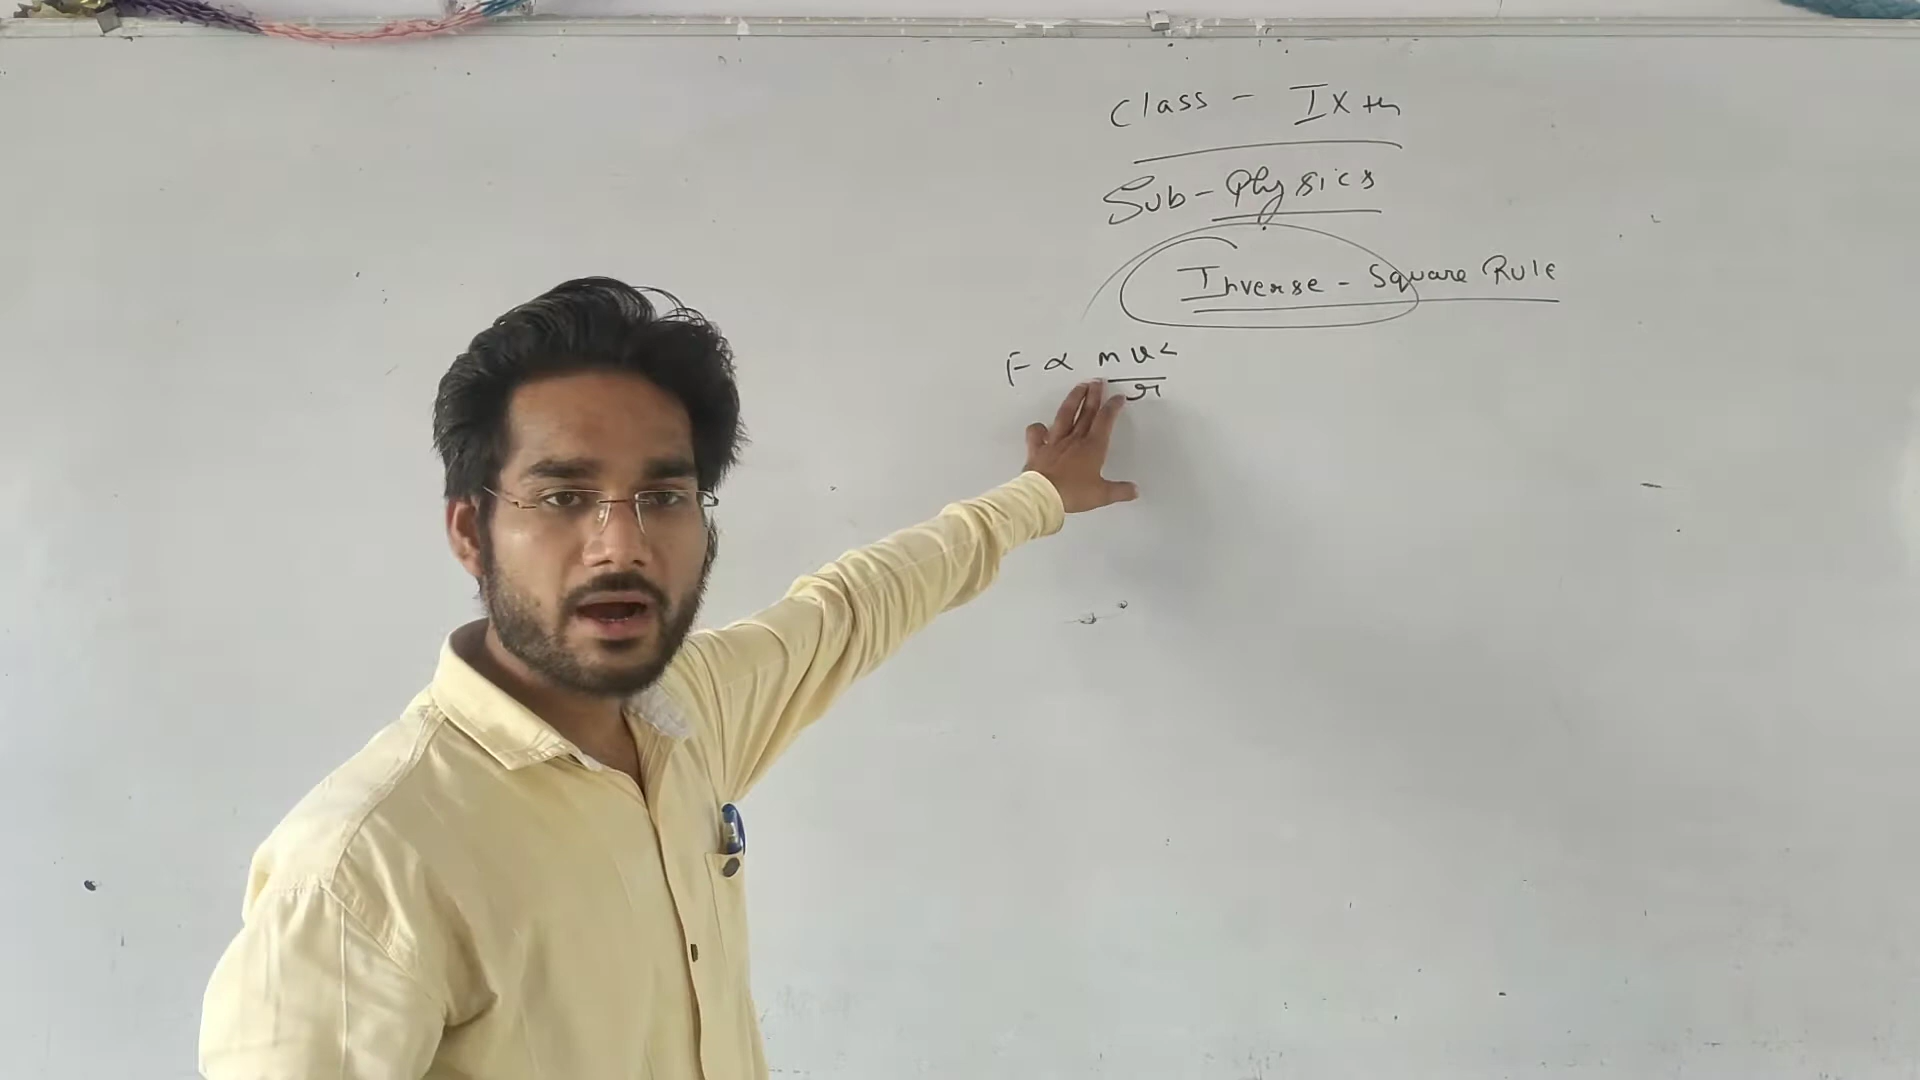 Class - IXth
Sub - Physics
Inverse - Square Rule
F ∝ mv²
r